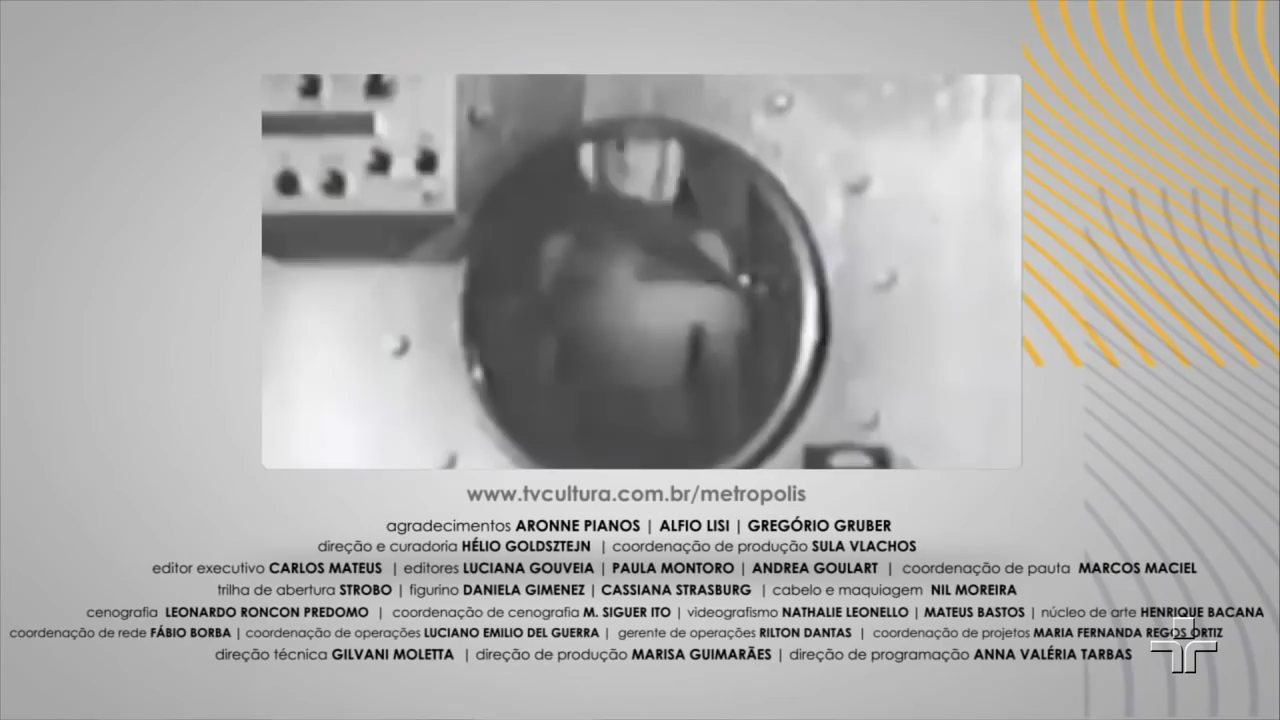 www.tvcultura.com.br/metropolis
agradecimentos ARONNE PIANOS | ALFIO LISI | GREGÓRIO GRUBER
direção e curadoria HÉLIO GOLDSZTEJN | coordenação de produção SULA VLACHOS
editor executivo CARLOS MATEUS | editores LUCIANA GOUVEIA | PAULA MONTORO | ANDREA GOULART | coordenação de pauta MARCOS MACIEL
trilha de abertura STROBO | figurino DANIELA GIMENEZ | CASSIANA STRASBURG | cabelo e maquiagem NIL MOREIRA
cenografia LEONARDO RONCON PREDOMO | coordenação de cenografia M. SIGUER ITO | videografismo NATHALIE LEONELLO | MATEUS BASTOS | núcleo de arte HENRIQUE BACANA
coordenação de rede FÁBIO BORBA | coordenação de operações LUCIANO EMILIO DEL GUERRA | gerente de operações RILTON DANTAS | coordenação de projetos MARIA FERNANDA REGOS ORTIZ
direção técnica GILVANI MOLETTA | direção de produção MARISA GUIMARÃES | direção de programação ANNA VALÉRIA TARBAS